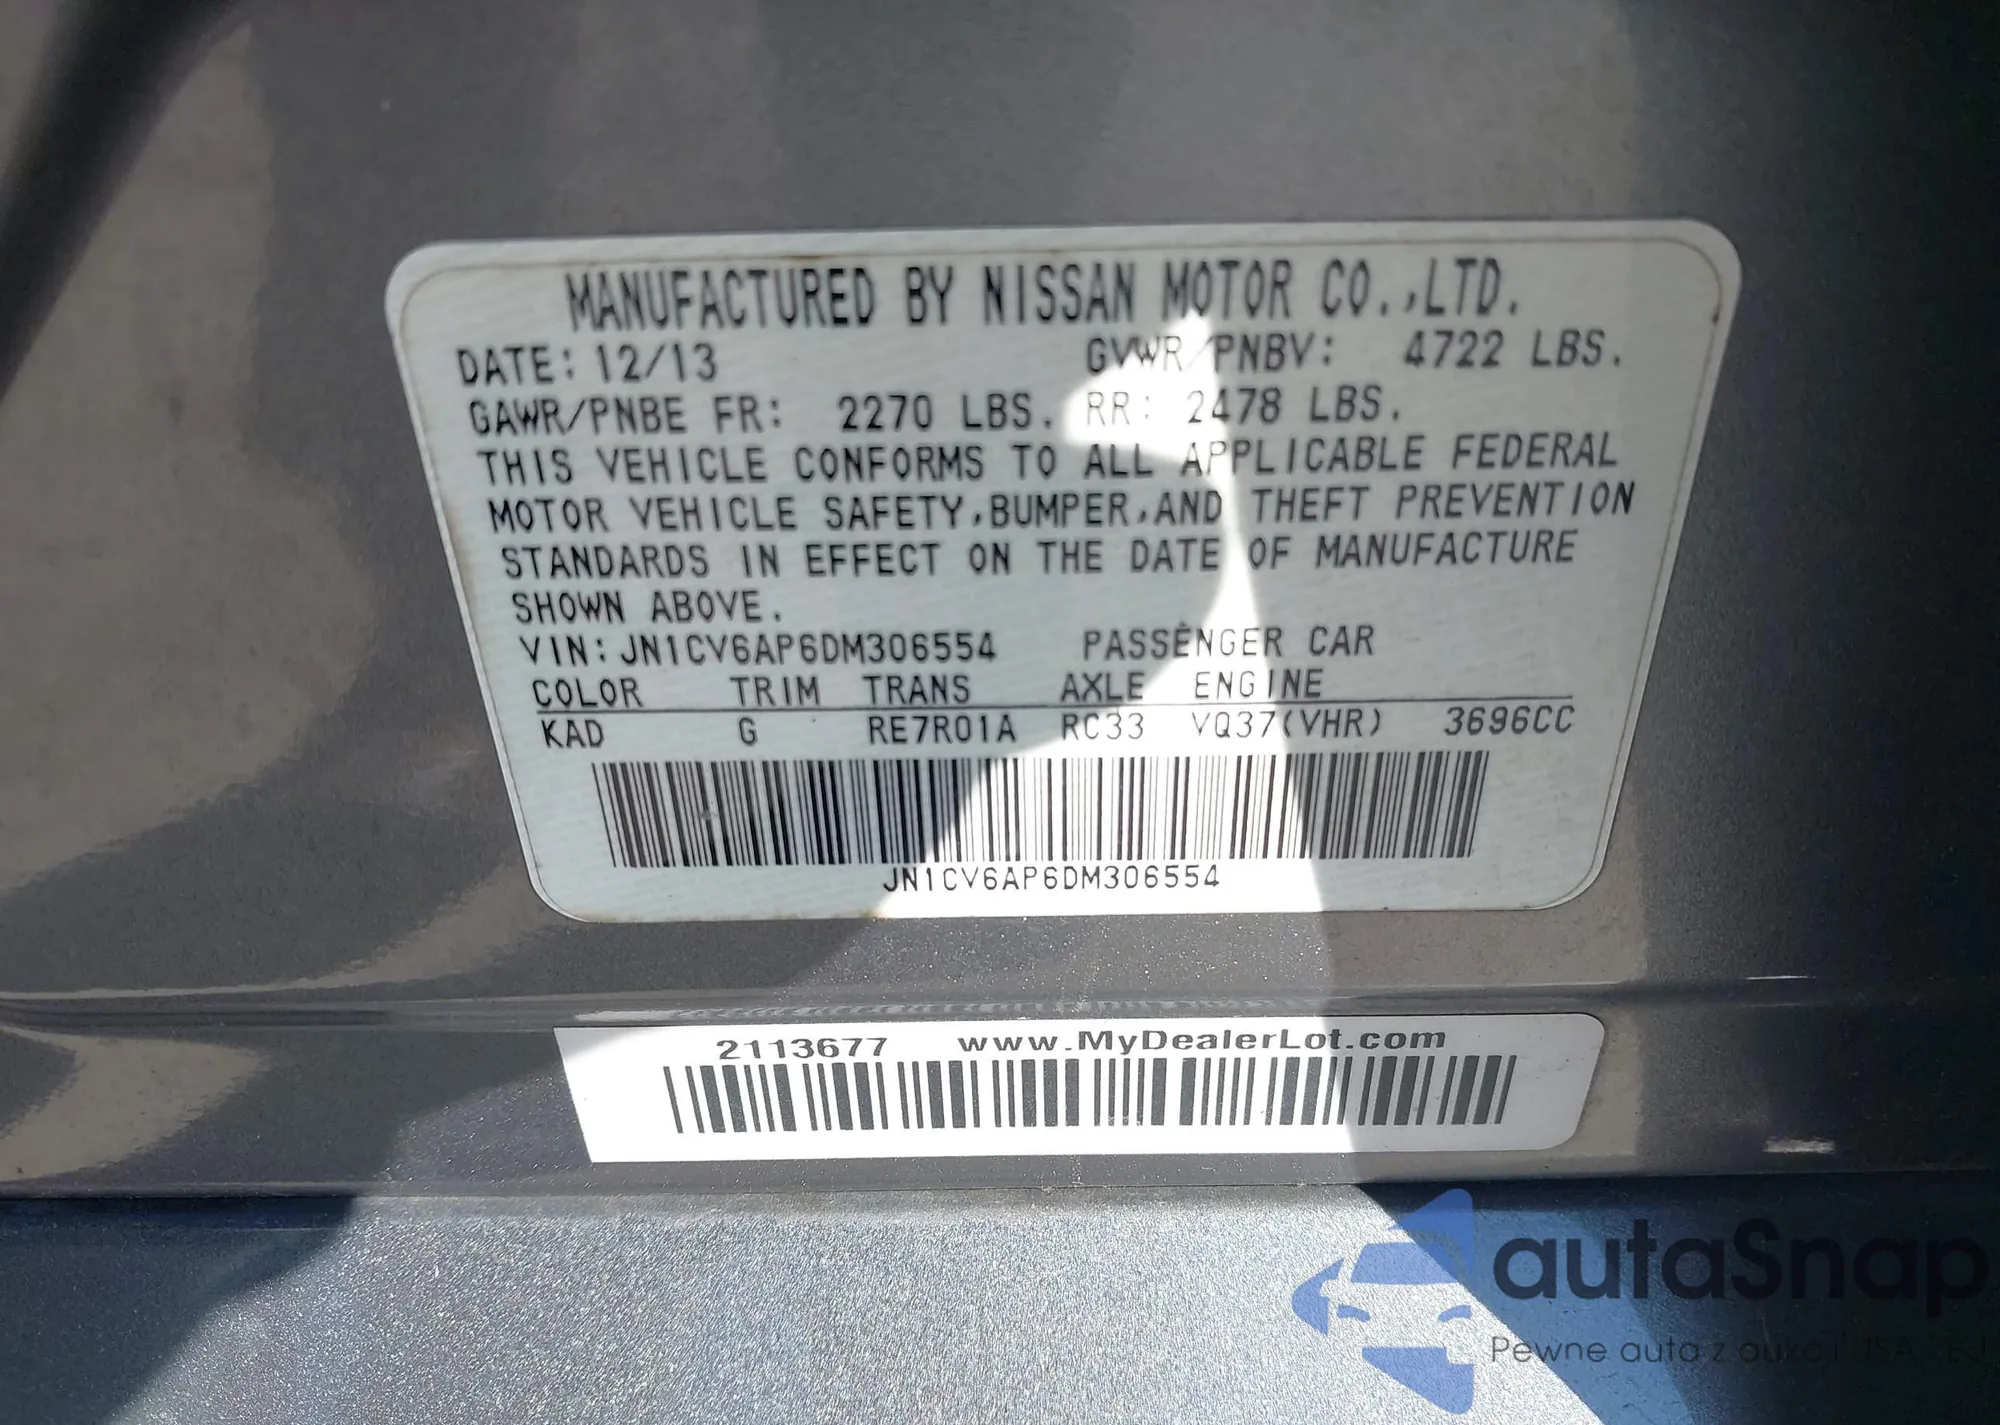 MANUFACTURED BY NISSAN MOTOR CO.,LTD.
DATE: 12/13 GVWR/PNBV: 4722 LBS.
GAWR/PNBE FR: 2270 LBS. RR: 2478 LBS.
THIS VEHICLE CONFORMS TO ALL APPLICABLE FEDERAL
MOTOR VEHICLE SAFETY,BUMPER,AND THEFT PREVENTION
STANDARDS IN EFFECT ON THE DATE OF MANUFACTURE
SHOWN ABOVE.
VIN: JN1CV6AP6DM306554 PASSENGER CAR
COLOR TRIM TRANS AXLE ENGINE
KAD G RE7R01A RC33 VQ37(VHR) 3696CC
JN1CV6AP6DM306554
2113677 www.MyDealerLot.com
autaSnap
Pewne auta z aukcji USA